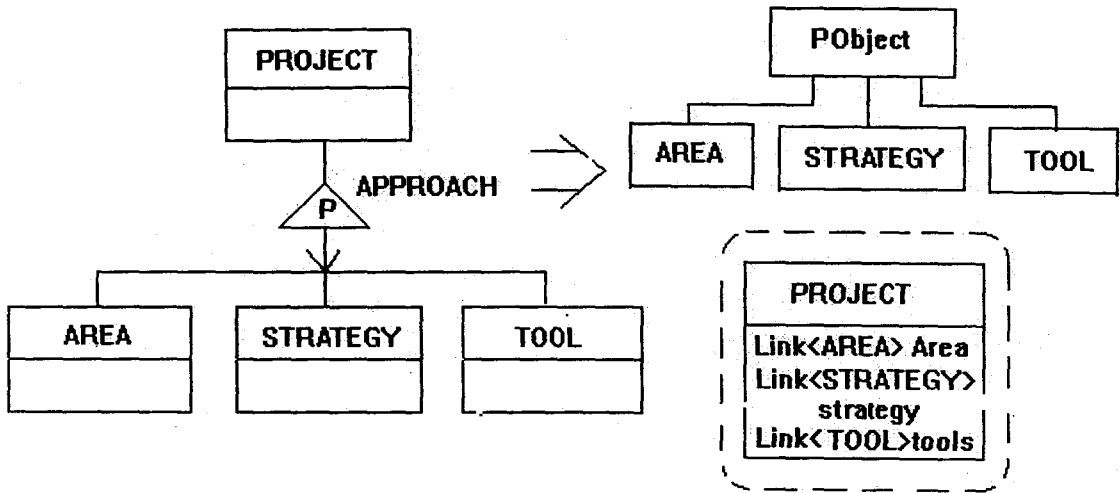 PROJECT
P
APPROACH
AREA
STRATEGY
TOOL
PObject
AREA
STRATEGY
TOOL
PROJECT
Link<AREA> Area
Link<STRATEGY>
strategy
Link<TOOL>tools